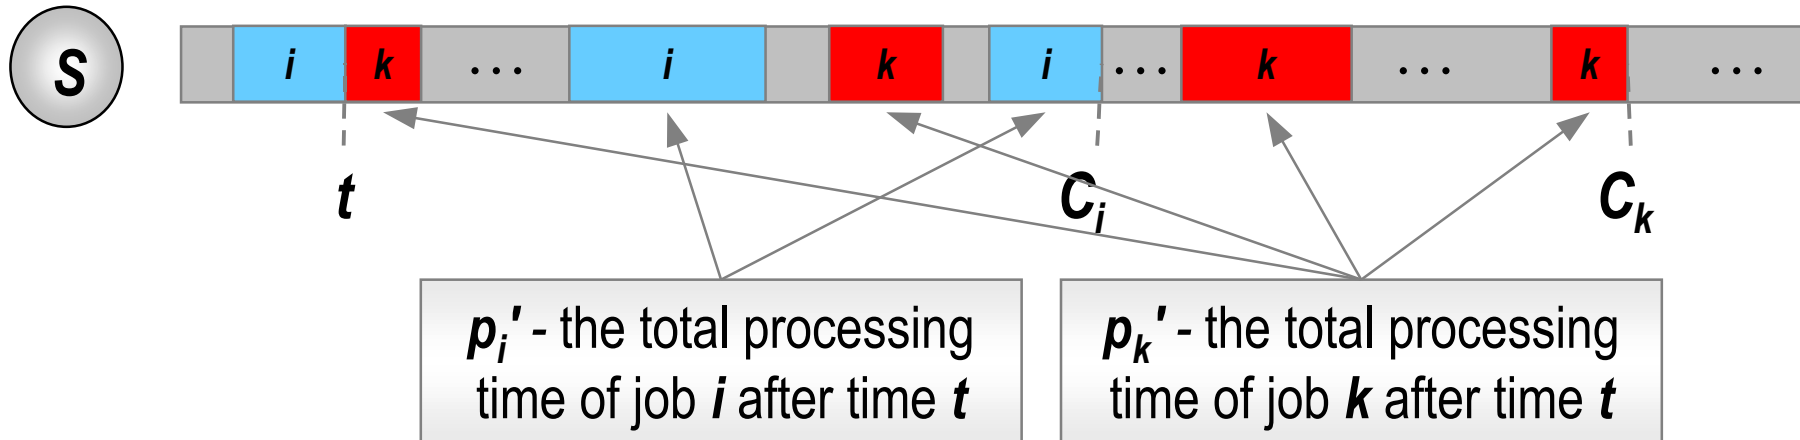 S i k ... i k i ... k ... k ...
t C_i C_k
p_i' - the total processing
time of job i after time t
p_k' - the total processing
time of job k after time t